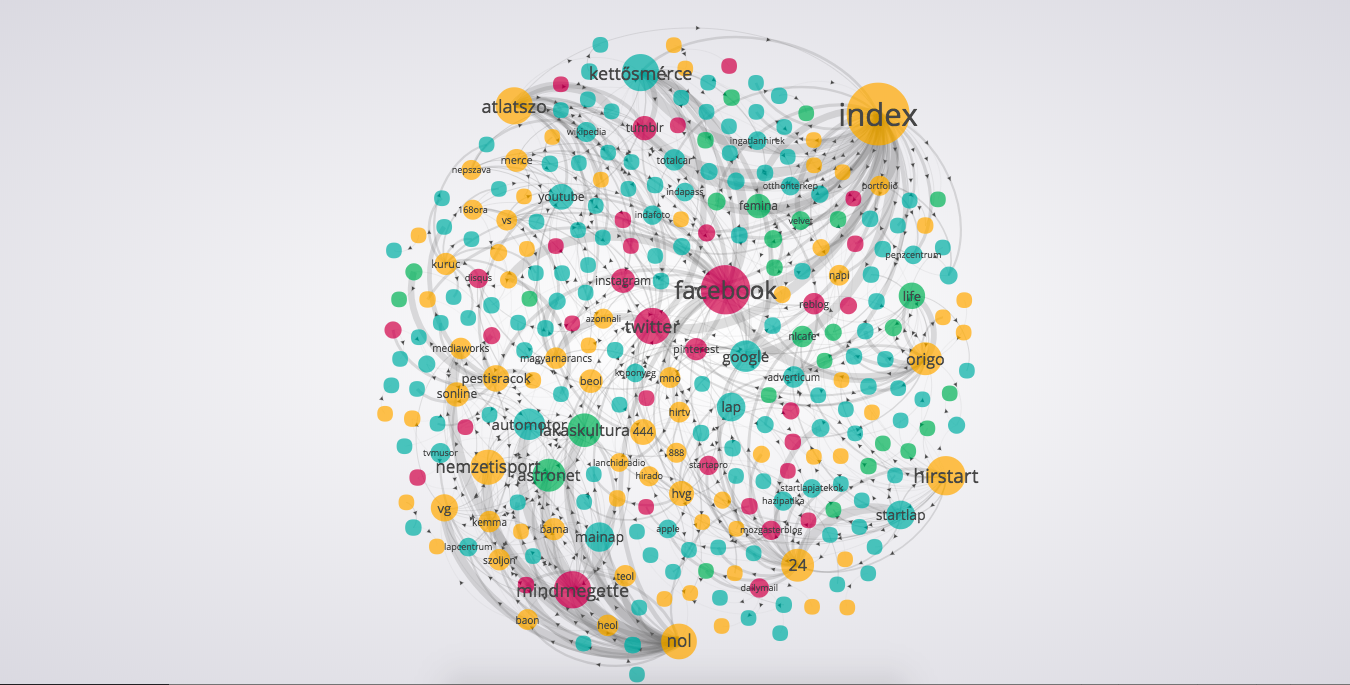 kettősmérce
atlatszo
index
wikipedia
tumblr
ingatlanhirek
nepszava
merce
totalcar
youtube
indapass
otthonterkep
portfolio
168ora
vs
indafoto
femina
velvet
penzcentrum
kuruc
disqus
instagram
facebook
napi
reblog
life
azonnali
twitter
nlcafe
mediaworks
magyarnarancs
pinterest
google
origo
pestisracok
beol
koponyeg
mno
adverticum
sonline
lap
hirtv
automotor
lakaskultura
444
tvmusor
888
nemzetisport
astronet
lanchidradio
startapro
hirado
hirstart
startlapjatekok
hvg
hazipatika
vg
startlap
kemma
bama
mainap
apple
mozgasterblog
lapcentrum
szoljon
24
teol
mindmegette
dailymail
baon
heol
nol